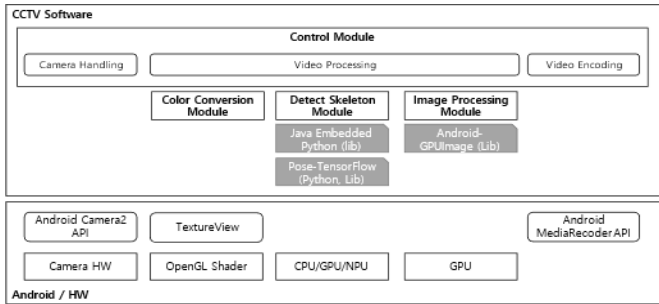 CCTV Software
Control Module
Camera Handling
Video Processing
Video Encoding
Color Conversion
Module
Detect Skeleton
Module
Image Processing
Module
Java Embedded
Python (lib)
Android-
GPUImage (Lib)
Pose-TensorFlow
(Python, Lib)
Android Camera2
API
TextureView
Android
MediaRecoderAPI
Camera HW
OpenGL Shader
CPU/GPU/NPU
GPU
Android / HW